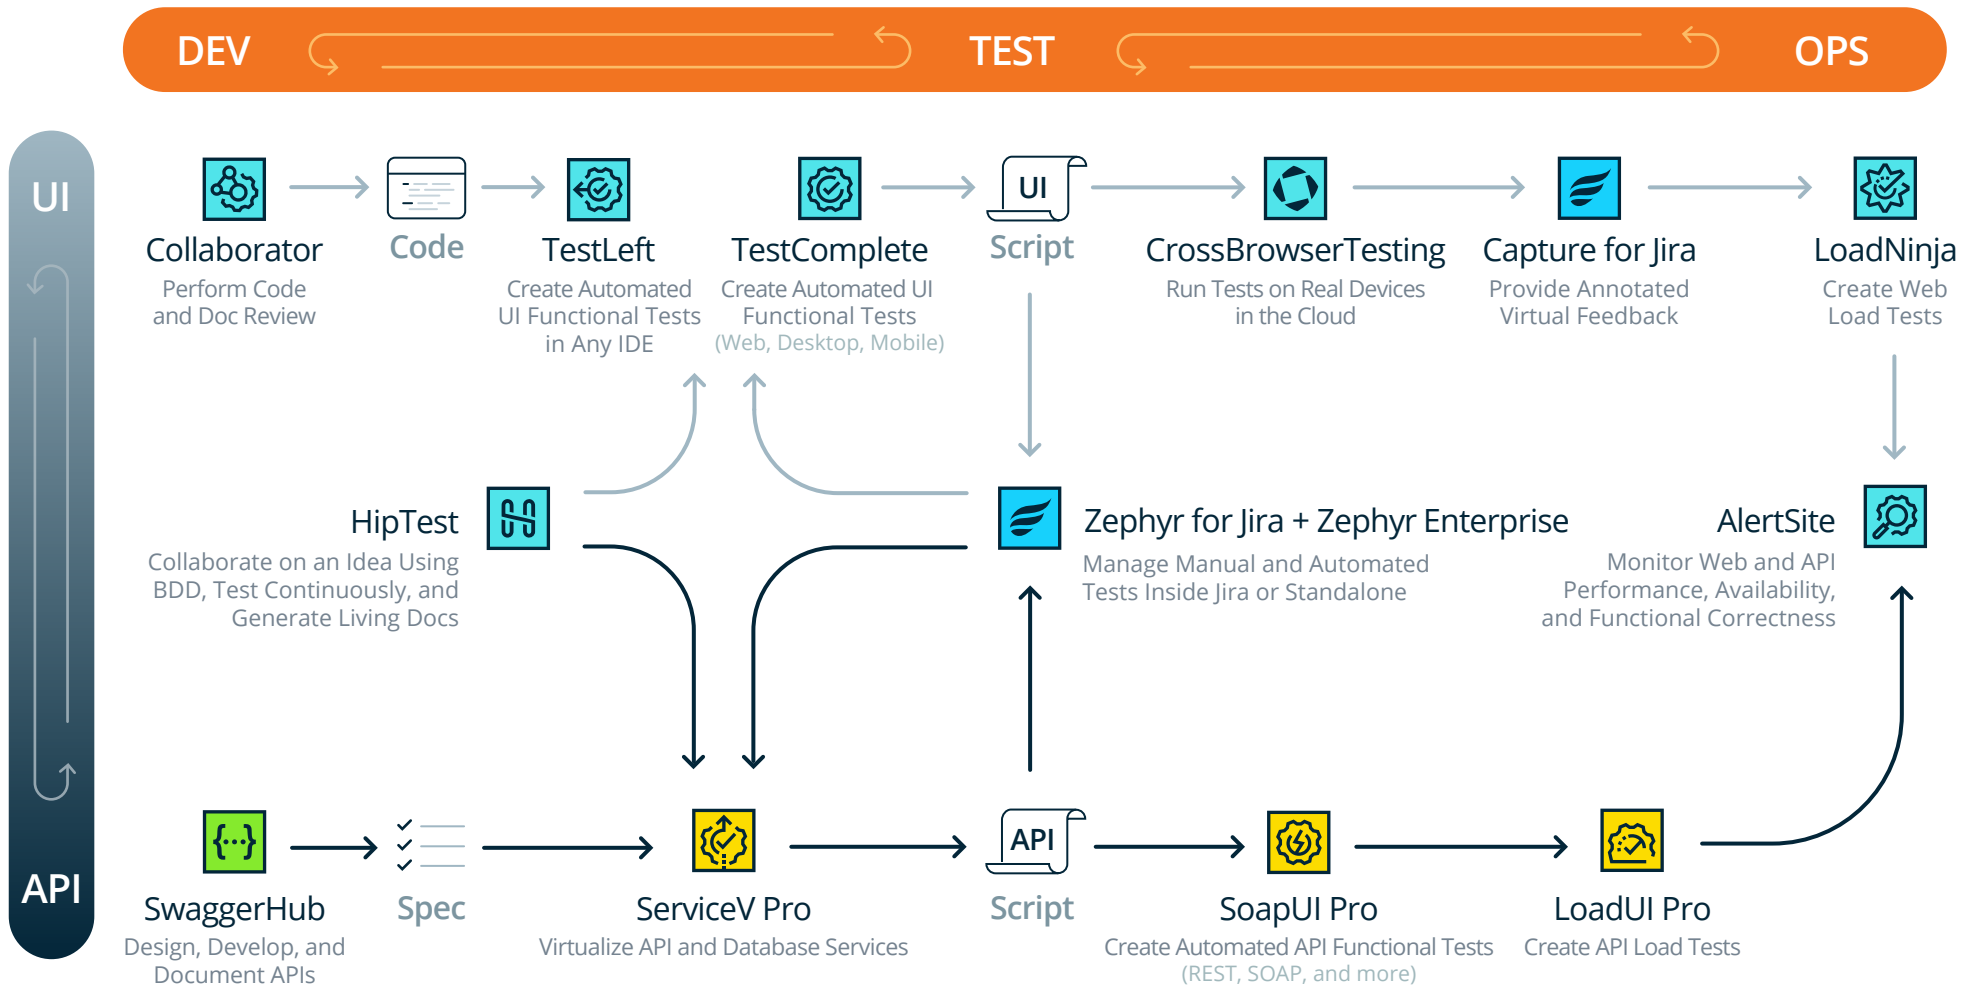 DEV
TEST
OPS
UI
Collaborator
Perform Code
and Doc Review
Code
TestLeft
Create Automated
UI Functional Tests
in Any IDE
TestComplete
Create Automated UI
Functional Tests
(Web, Desktop, Mobile)
UI
Script
CrossBrowserTesting
Run Tests on Real Devices
in the Cloud
Capture for Jira
Provide Annotated
Virtual Feedback
LoadNinja
Create Web
Load Tests
HipTest
Collaborate on an Idea Using
BDD, Test Continuously, and
Generate Living Docs
Zephyr for Jira + Zephyr Enterprise
Manage Manual and Automated
Tests Inside Jira or Standalone
AlertSite
Monitor Web and API
Performance, Availability,
and Functional Correctness
API
SwaggerHub
Design, Develop, and
Document APIs
Spec
ServiceV Pro
Virtualize API and Database Services
API
Script
SoapUI Pro
Create Automated API Functional Tests
(REST, SOAP, and more)
LoadUI Pro
Create API Load Tests